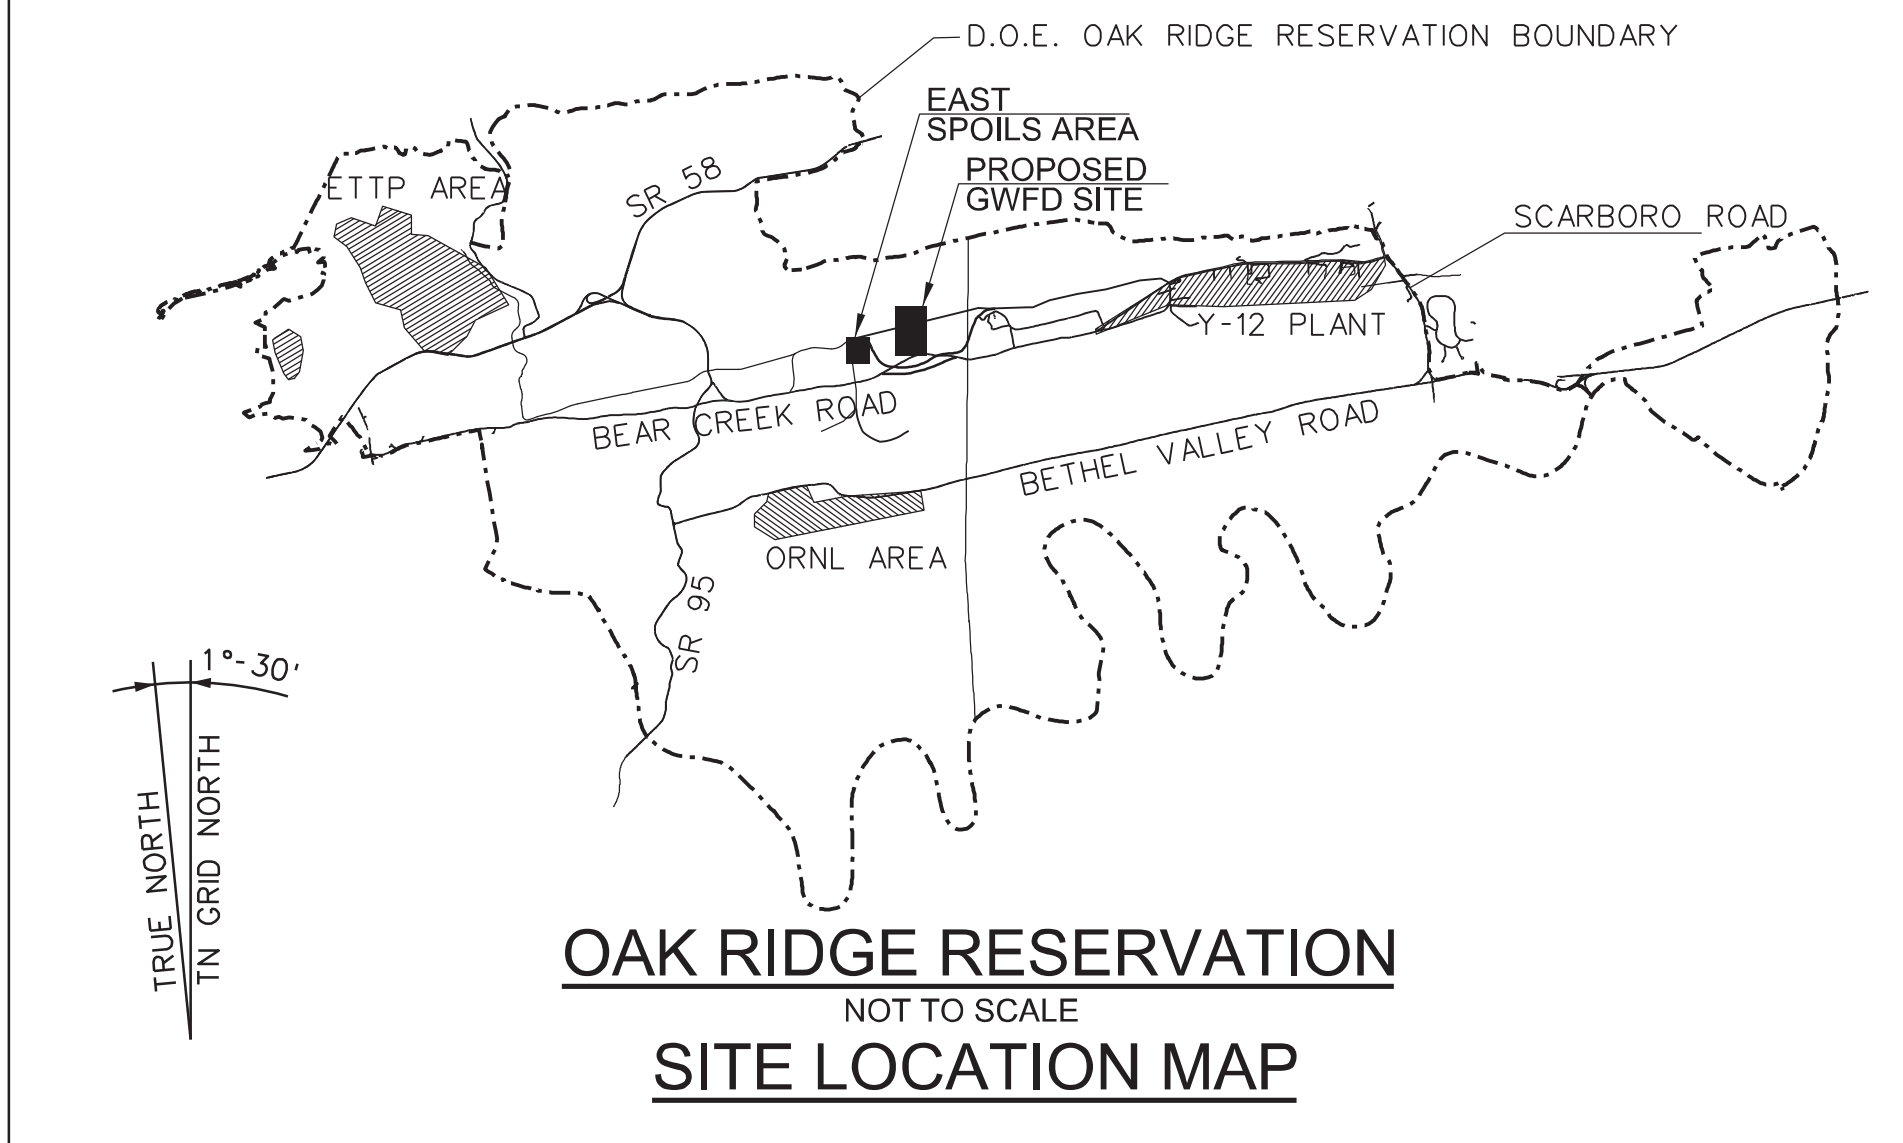 D.O.E. OAK RIDGE RESERVATION BOUNDARY
EAST
SPOILS AREA
PROPOSED
GWFD SITE
SR 58
ETTP AREA
SCARBORO ROAD
Y-12 PLANT
BEAR CREEK ROAD
BETHEL VALLEY ROAD
ORNL AREA
SR 95
1°-30'
TRUE NORTH
TN GRID NORTH
OAK RIDGE RESERVATION
NOT TO SCALE
SITE LOCATION MAP